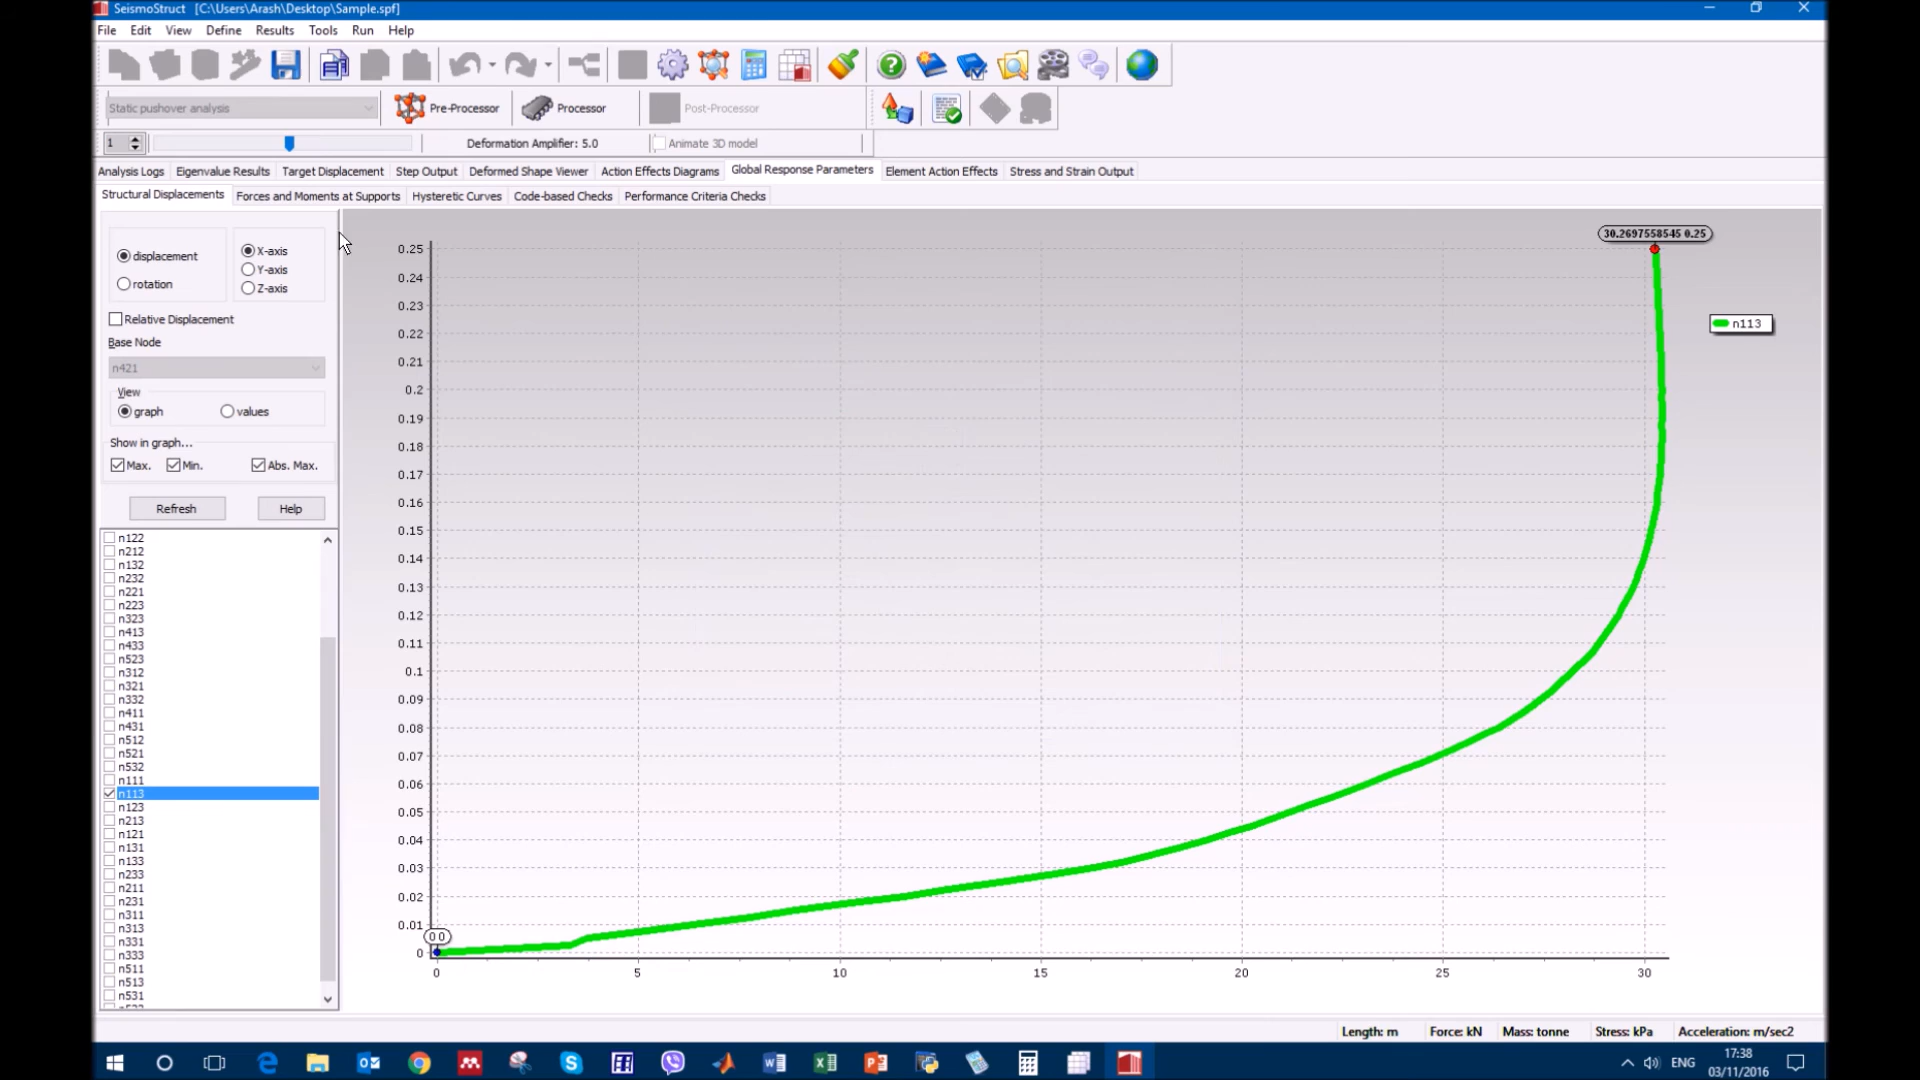 SeismoStruct [C:\Users\Arash\Desktop\Sample.spf]
File Edit View Define Results Tools Run Help
Static pushover analysis Pre-Processor Processor Post-Processor
1 Deformation Amplifier: 5.0 Animate 3D model
Analysis Logs Eigenvalue Results Target Displacement Step Output Deformed Shape Viewer Action Effects Diagrams Global Response Parameters Element Action Effects Stress and Strain Output
Structural Displacements Forces and Moments at Supports Hysteretic Curves Code-based Checks Performance Criteria Checks
displacement
rotation
X-axis
Y-axis
Z-axis
Relative Displacement
Base Node
n421
View
graph values
Show in graph...
Max. Min. Abs. Max.
Refresh Help
n122
n212
n132
n232
n221
n223
n323
n413
n433
n523
n312
n321
n332
n411
n431
n512
n521
n532
n111
n113
n123
n213
n121
n131
n133
n233
n211
n231
n311
n313
n331
n333
n511
n513
n531
30.2697558545 0.25
n113
0.25
0.24
0.23
0.22
0.21
0.2
0.19
0.18
0.17
0.16
0.15
0.14
0.13
0.12
0.11
0.1
0.09
0.08
0.07
0.06
0.05
0.04
0.03
0.02
0.01
0 0
0
0 5 10 15 20 25 30
Length: m Force: kN Mass: tonne Stress: kPa Acceleration: m/sec2
ENG
17:38
03/11/2016